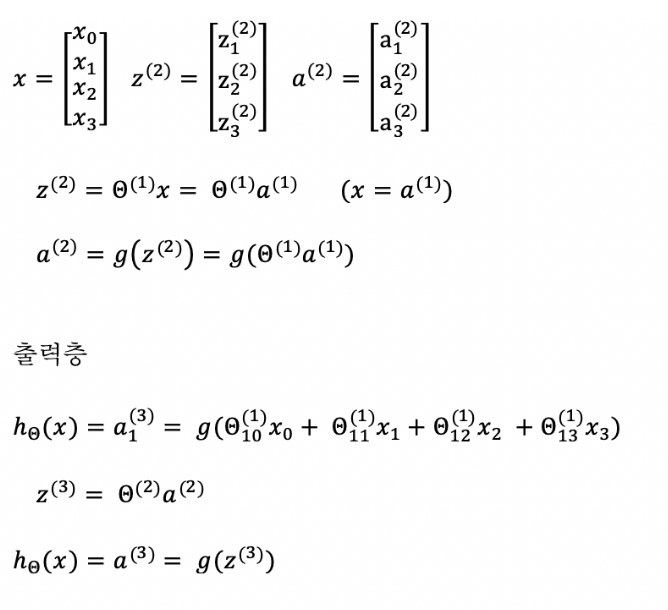 x = [x₀ x₁ x₂ x₃] z⁽²⁾ = [z₁⁽²⁾ z₂⁽²⁾ z₃⁽²⁾] a⁽²⁾ = [a₁⁽²⁾ a₂⁽²⁾ a₃⁽²⁾]
z⁽²⁾ = Θ⁽¹⁾x = Θ⁽¹⁾a⁽¹⁾ (x = a⁽¹⁾)
a⁽²⁾ = g(z⁽²⁾) = g(Θ⁽¹⁾a⁽¹⁾)
출력층
h_Θ(x) = a₁⁽³⁾ = g(Θ₁₀⁽¹⁾x₀ + Θ₁₁⁽¹⁾x₁ + Θ₁₂⁽¹⁾x₂ + Θ₁₃⁽¹⁾x₃)
z⁽³⁾ = Θ⁽²⁾a⁽²⁾
h_Θ(x) = a⁽³⁾ = g(z⁽³⁾)